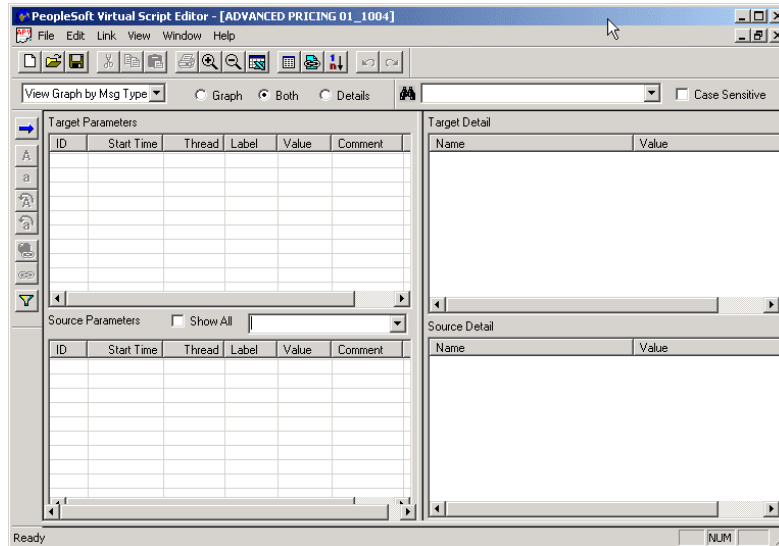 PeopleSoft Virtual Script Editor - [ADVANCED PRICING 01_1004]
File Edit Link View Window Help
View Graph by Msg Type Graph Both Details Case Sensitive
Target Parameters
ID Start Time Thread Label Value Comment
Target Detail
Name Value
A
a
A
a
Source Parameters Show All
ID Start Time Thread Label Value Comment
Source Detail
Name Value
Ready NUM